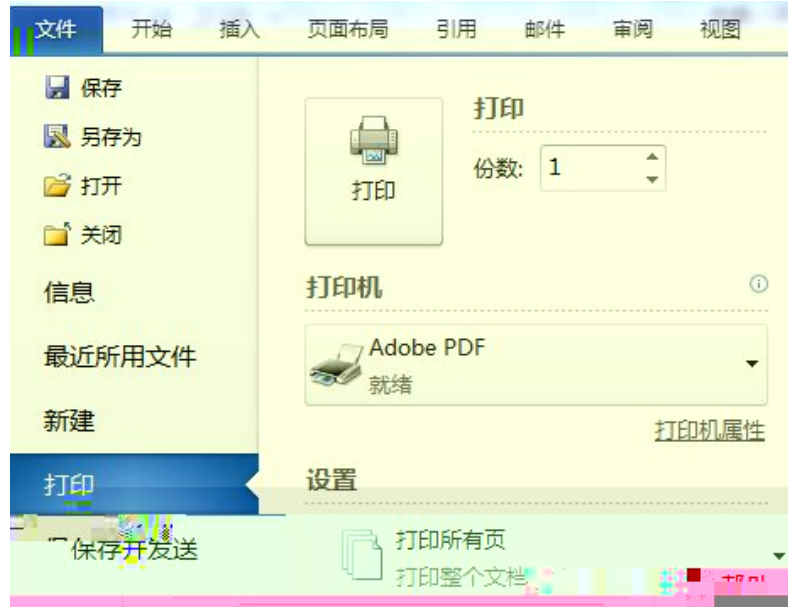 文件 开始 插入 页面布局 引用 邮件 审阅 视图
保存
另存为
打开
关闭
信息
最近所用文件
新建
打印
保存并发送
打印
打印
份数: 1
打印机
Adobe PDF
就绪
打印机属性
设置
打印所有页
打印整个文档